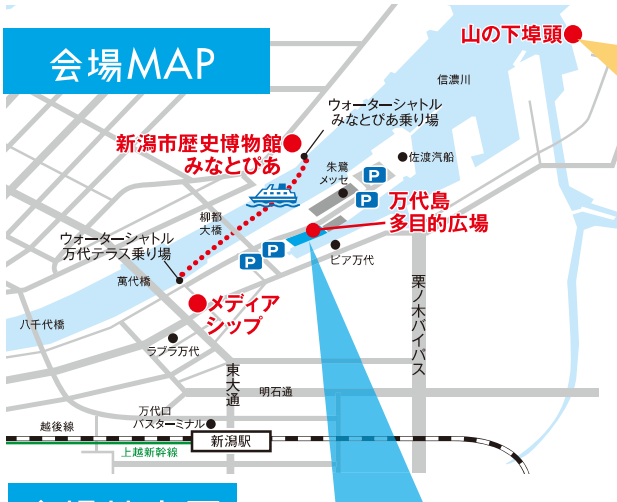 会場MAP
山の下埠頭
信濃川
ウォーターシャトル
みなとぴあ乗り場
新潟市歴史博物館
みなとぴあ
佐渡汽船
朱鷺
メッセ
P
P
万代島
多目的広場
柳都
大橋
ウォーターシャトル
万代テラス乗り場
P
P
ピア万代
萬代橋
栗ノ木バイパス
メディア
シップ
八千代橋
ラブラ万代
東大通
明石通
万代口
バスターミナル
越後線
新潟駅
上越新幹線